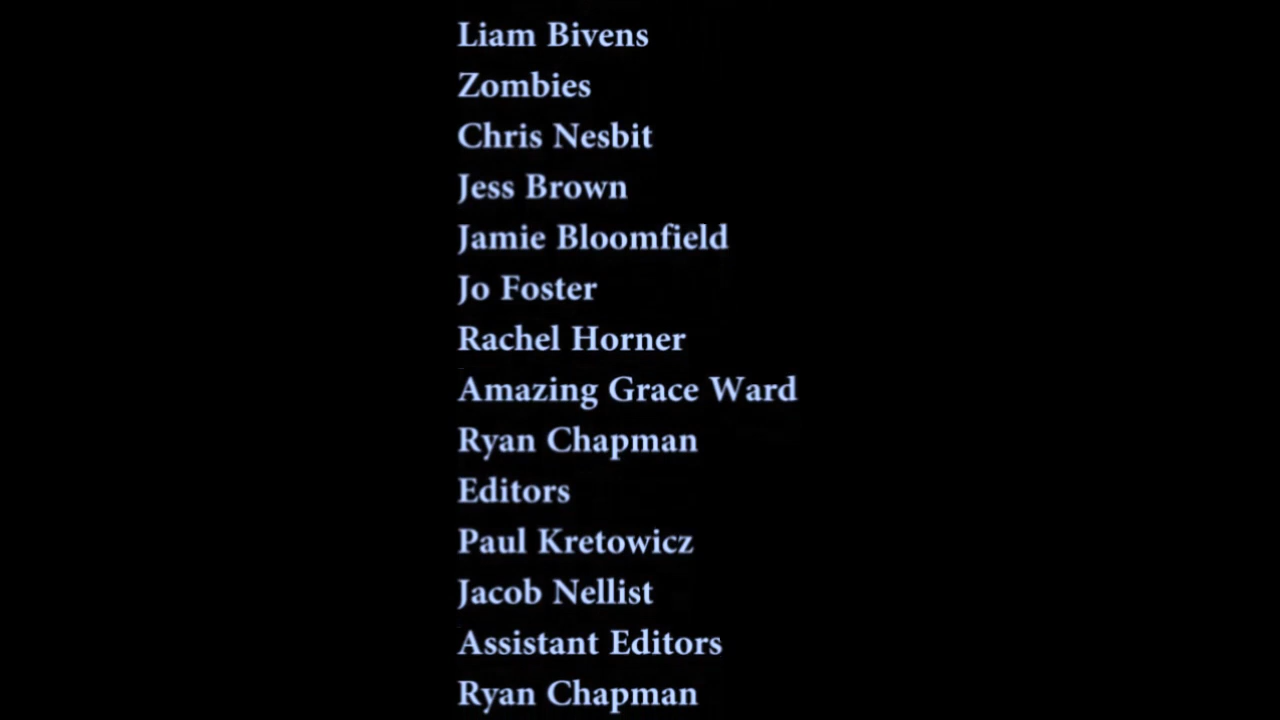 Liam Bivens
Zombies
Chris Nesbit
Jess Brown
Jamie Bloomfield
Jo Foster
Rachel Horner
Amazing Grace Ward
Ryan Chapman
Editors
Paul Kretowicz
Jacob Nellist
Assistant Editors
Ryan Chapman